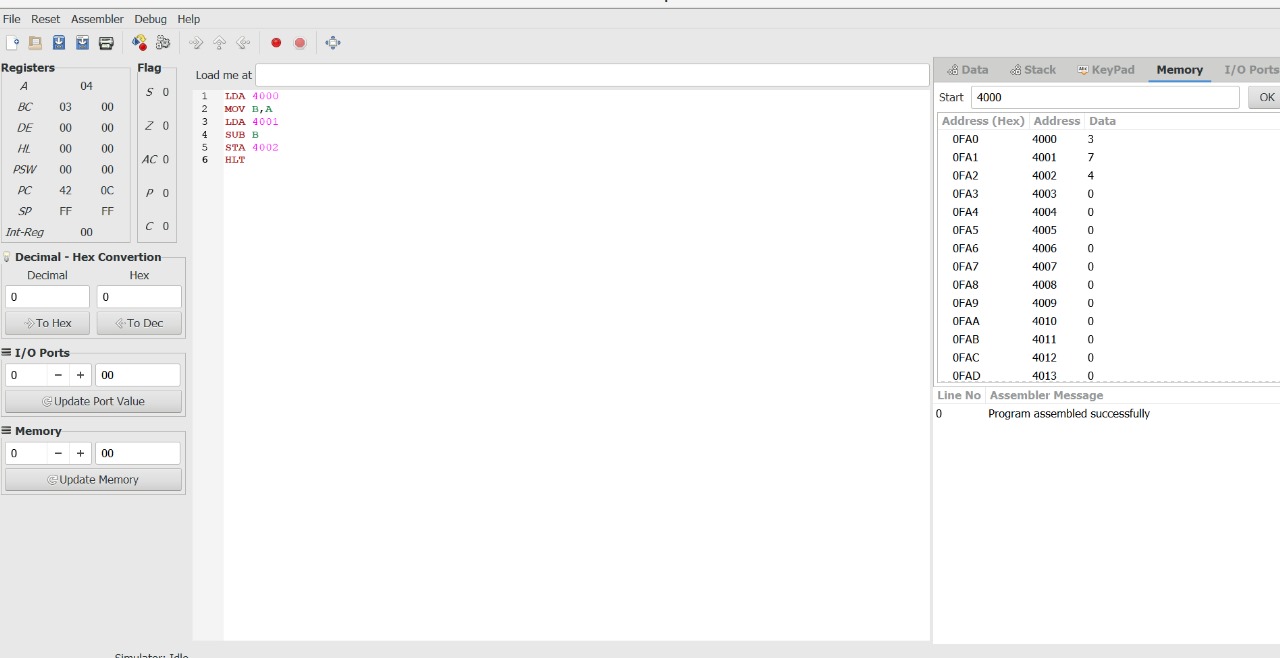 File Reset Assembler Debug Help
Registers
A 04
BC 03 00
DE 00 00
HL 00 00
PSW 00 00
PC 42 0C
SP FF FF
Int-Reg 00
Flag
S 0
Z 0
AC 0
P 0
C 0
Decimal - Hex Convertion
Decimal Hex
0 0
To Hex To Dec
I/O Ports
0 - + 00
Update Port Value
Memory
0 - + 00
Update Memory
Load me at
1 LDA 4000
2 MOV B,A
3 LDA 4001
4 SUB B
5 STA 4002
6 HLT
Data Stack KeyPad Memory I/O Ports
Start 4000 OK
Address (Hex) Address Data
0FA0 4000 3
0FA1 4001 7
0FA2 4002 4
0FA3 4003 0
0FA4 4004 0
0FA5 4005 0
0FA6 4006 0
0FA7 4007 0
0FA8 4008 0
0FA9 4009 0
0FAA 4010 0
0FAB 4011 0
0FAC 4012 0
0FAD 4013 0
Line No Assembler Message
0 Program assembled successfully
Simulator: Idle